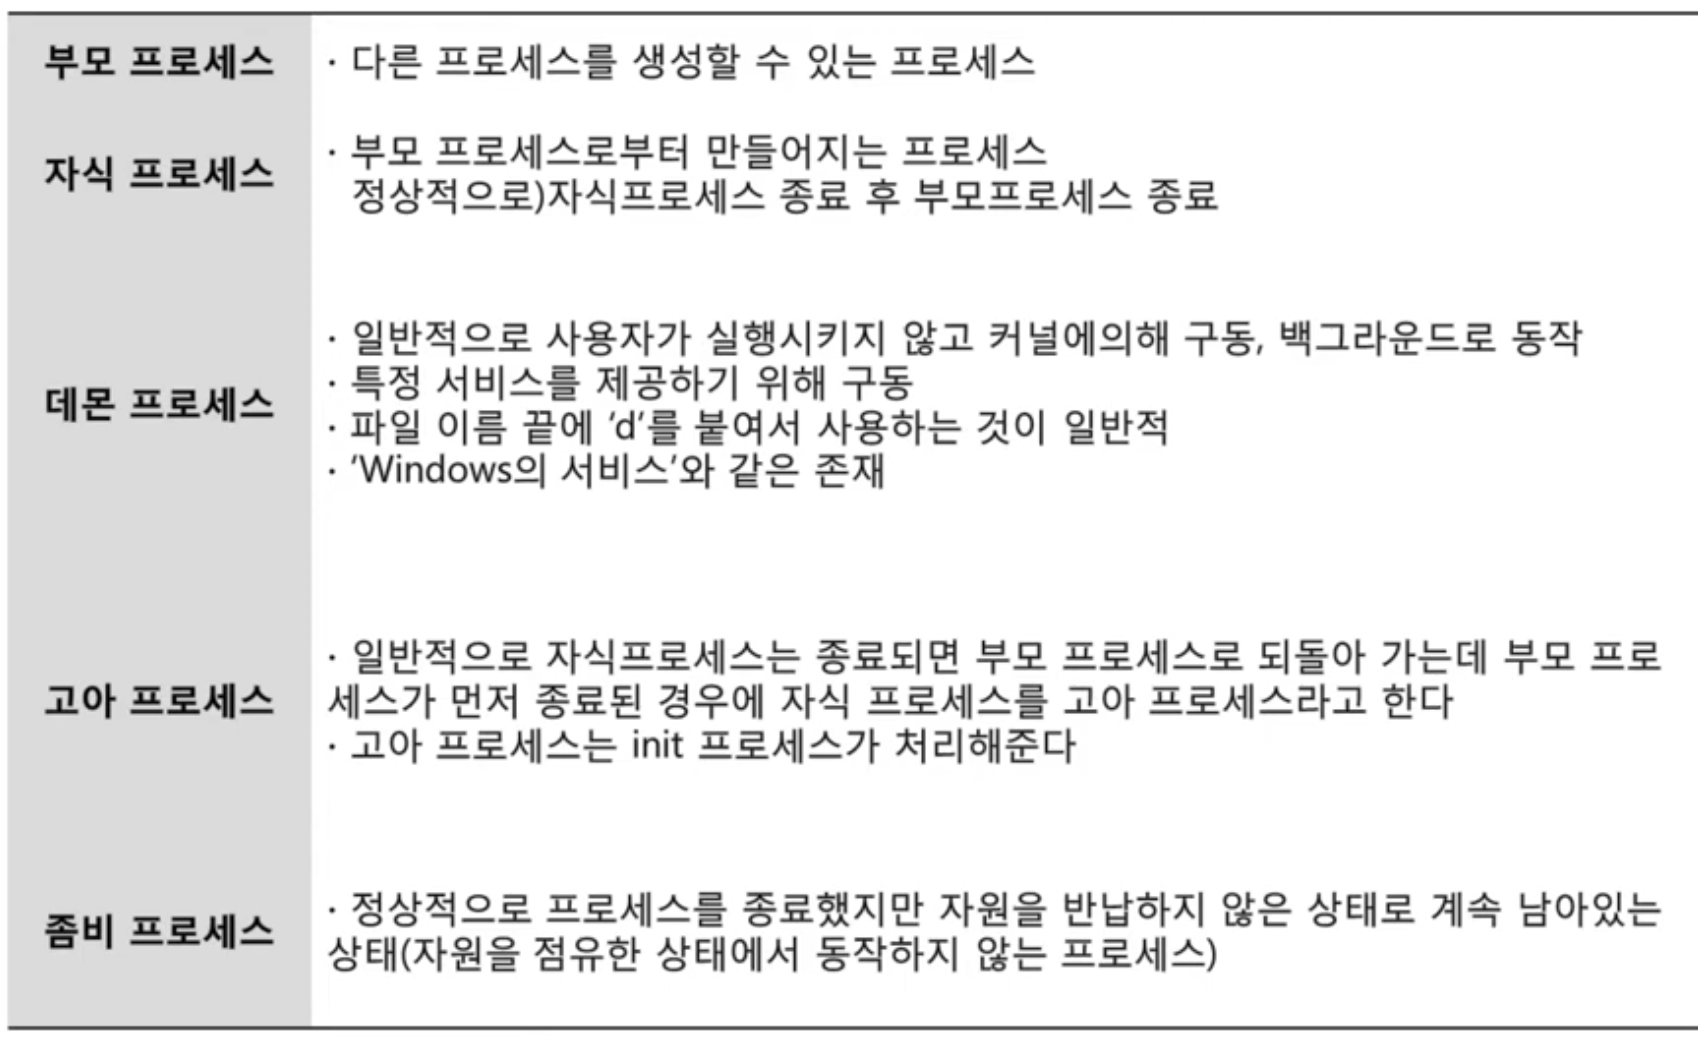 부모 프로세스
· 다른 프로세스를 생성할 수 있는 프로세스
자식 프로세스
· 부모 프로세스로부터 만들어지는 프로세스
정상적으로)자식프로세스 종료 후 부모프로세스 종료
데몬 프로세스
· 일반적으로 사용자가 실행시키지 않고 커널에의해 구동, 백그라운드로 동작
· 특정 서비스를 제공하기 위해 구동
· 파일 이름 끝에 ‘d’를 붙여서 사용하는 것이 일반적
· ‘Windows의 서비스’와 같은 존재
고아 프로세스
· 일반적으로 자식프로세스는 종료되면 부모 프로세스로 되돌아 가는데 부모 프로
세스가 먼저 종료된 경우에 자식 프로세스를 고아 프로세스라고 한다
· 고아 프로세스는 init 프로세스가 처리해준다
좀비 프로세스
· 정상적으로 프로세스를 종료했지만 자원을 반납하지 않은 상태로 계속 남아있는
상태(자원을 점유한 상태에서 동작하지 않는 프로세스)